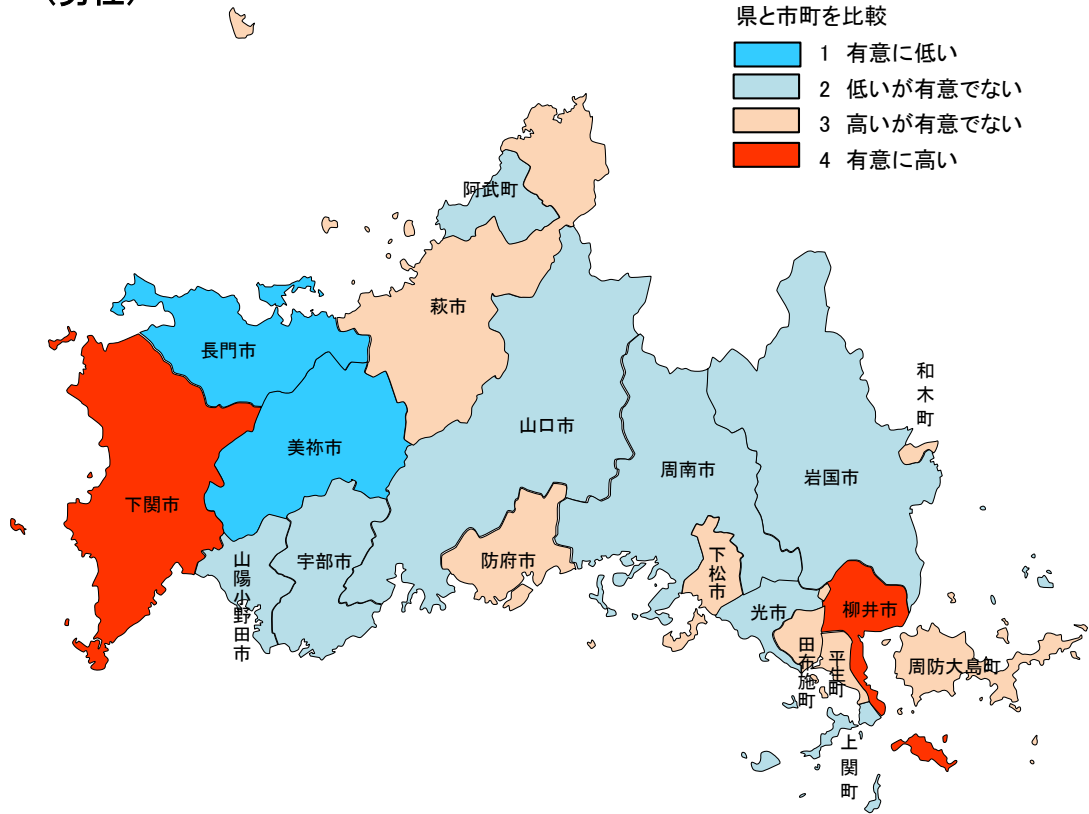 県と市町を比較
1 有意に低い
2 低いが有意でない
3 高いが有意でない
4 有意に高い
阿武町
萩市
長門市
和木町
山口市
美祢市
周南市
岩国市
下関市
防府市
宇部市
下松市
山陽小野田市
光市
柳井市
田布施町
平生町
周防大島町
上関町